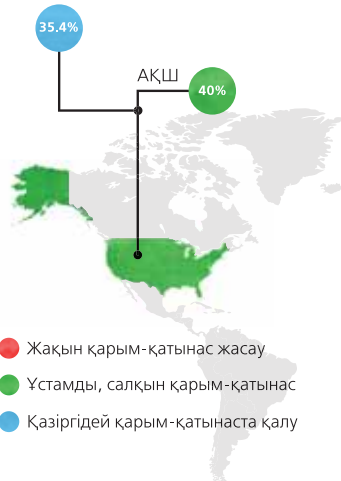 35.4%
АҚШ
40%
Жақын қарым-қатынас жасау
Ұстамды, салқын қарым-қатынас
Қазіргідей қарым-қатынаста қалу